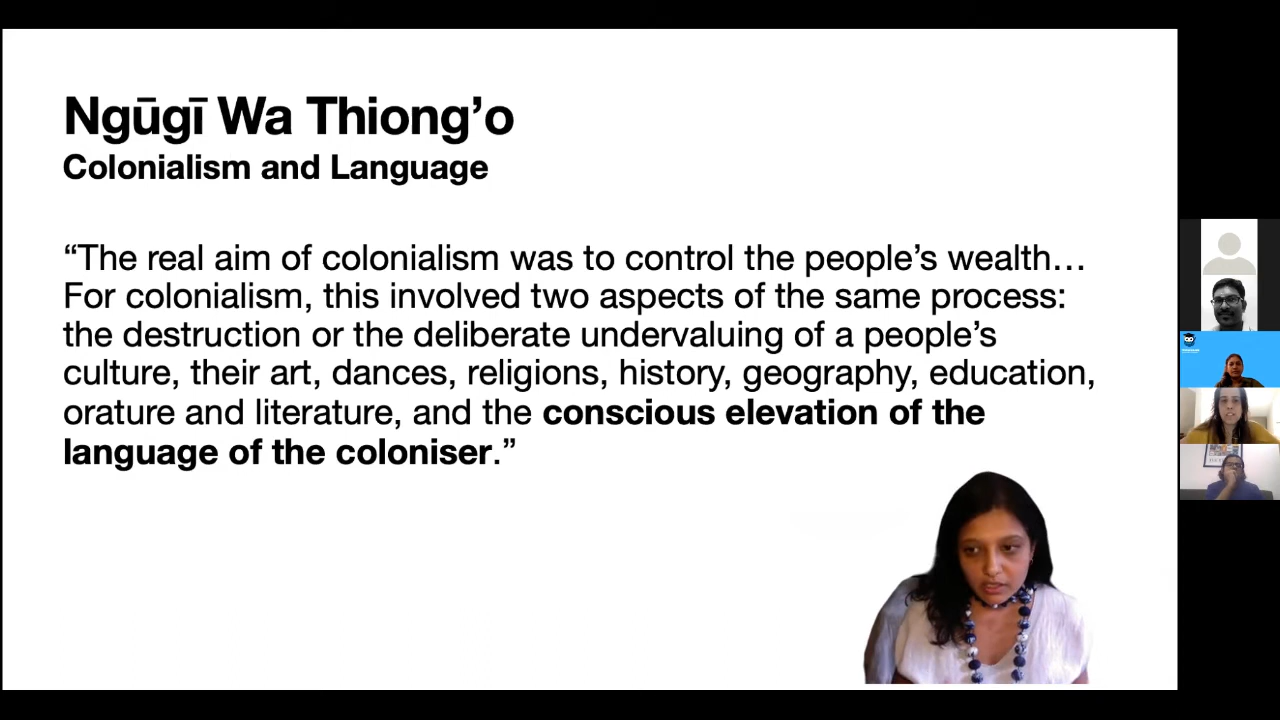 Ngūgī Wa Thiong’o
Colonialism and Language
“The real aim of colonialism was to control the people’s wealth…
For colonialism, this involved two aspects of the same process:
the destruction or the deliberate undervaluing of a people’s
culture, their art, dances, religions, history, geography, education,
orature and literature, and the conscious elevation of the
language of the coloniser.”